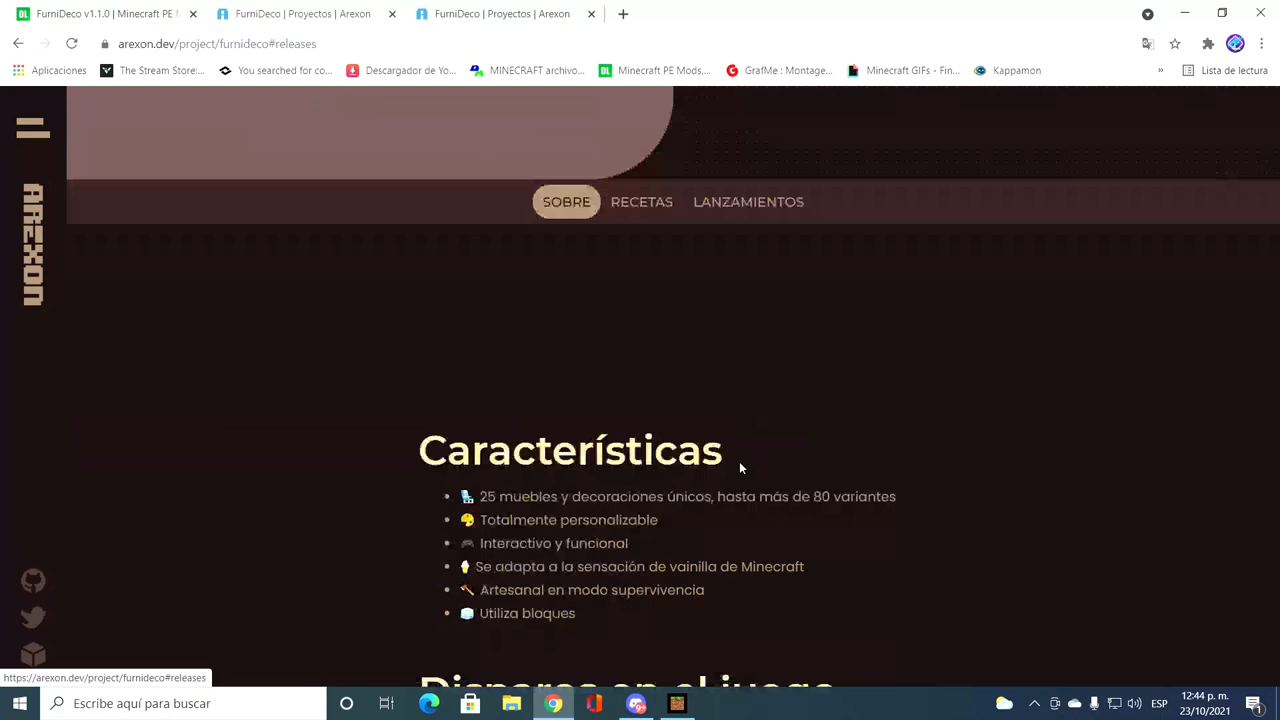 FurniDeco v1.1.0 | Minecraft PE
FurniDeco | Proyectos | Arexon
FurniDeco | Proyectos | Arexon
arexon.dev/project/furnideco#releases
Aplicaciones
The Stream Store:...
You searched for co...
Descargador de Yo...
MINECRAFT archivo...
Minecraft PE Mods,...
GrafMe : Montage...
Minecraft GIFs - Fin...
Kappamon
»
Lista de lectura
AREXON
SOBRE RECETAS LANZAMIENTOS
Características
25 muebles y decoraciones únicos, hasta más de 80 variantes
Totalmente personalizable
Interactivo y funcional
Se adapta a la sensación de vainilla de Minecraft
Artesanal en modo supervivencia
Utiliza bloques
Disparos en el juego
https://arexon.dev/project/furnideco#releases
Escribe aquí para buscar
ESP
12:44 p. m.
23/10/2021